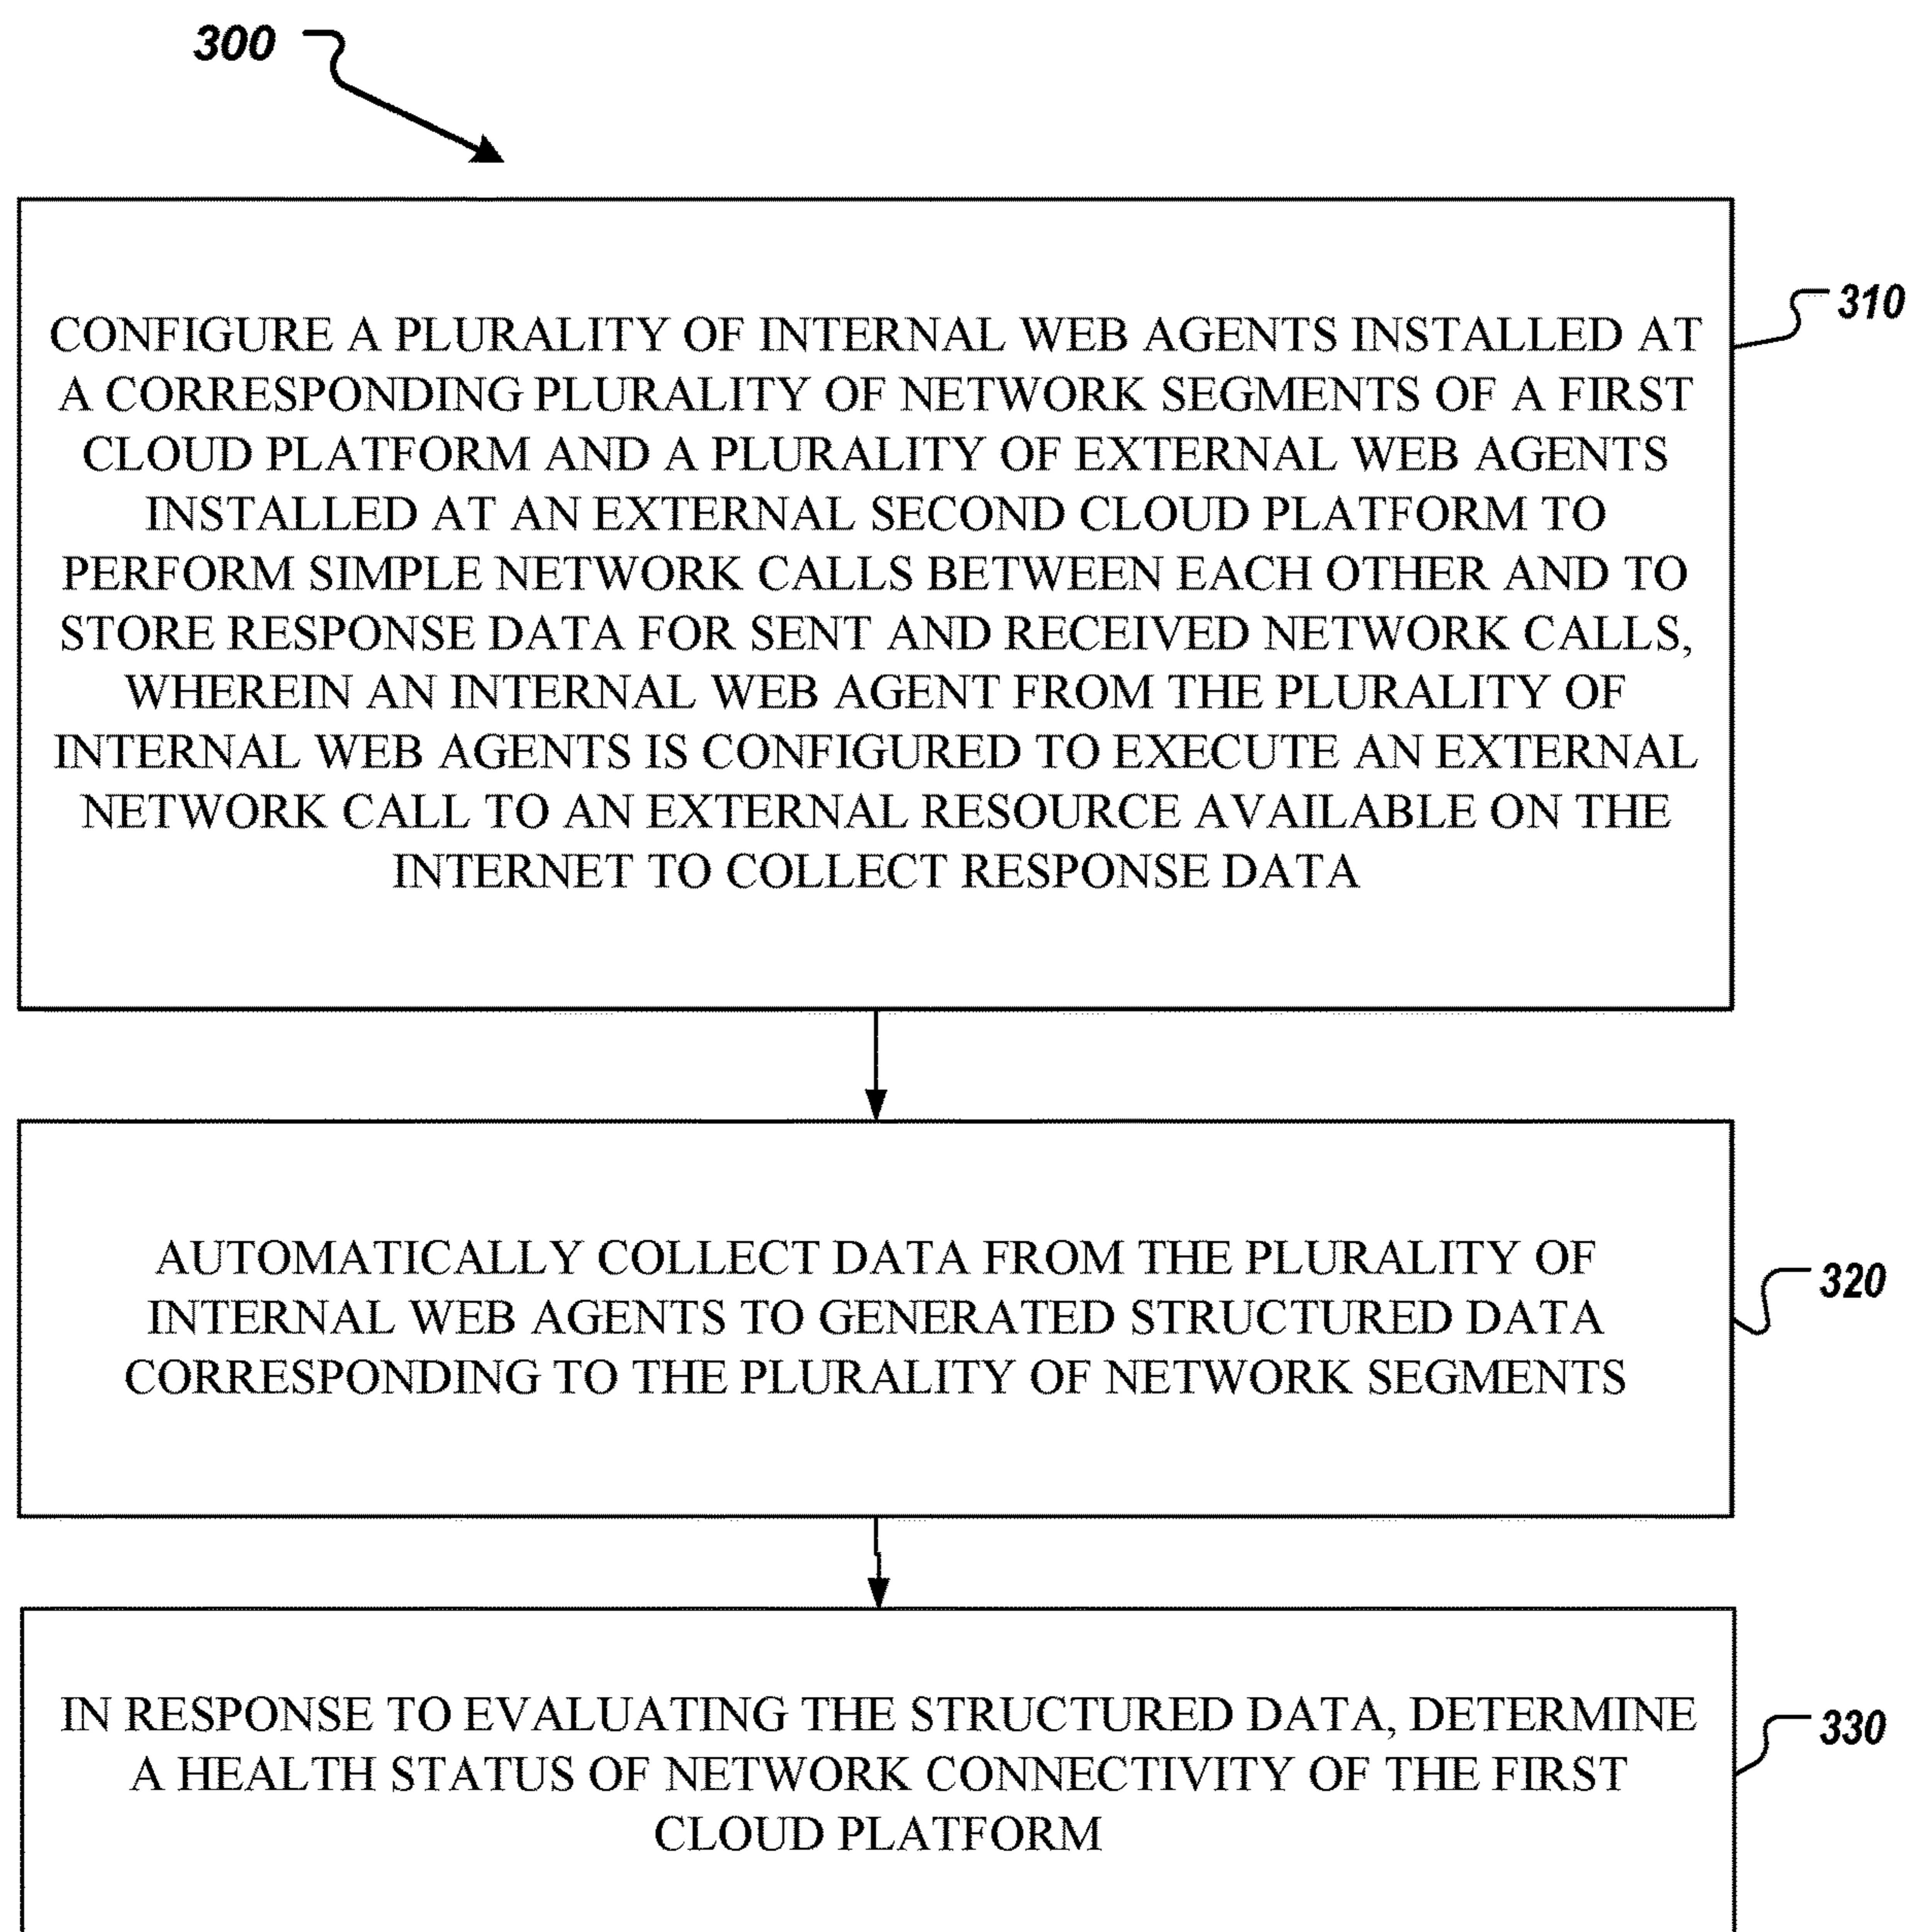 300
CONFIGURE A PLURALITY OF INTERNAL WEB AGENTS INSTALLED AT
A CORRESPONDING PLURALITY OF NETWORK SEGMENTS OF A FIRST
CLOUD PLATFORM AND A PLURALITY OF EXTERNAL WEB AGENTS
INSTALLED AT AN EXTERNAL SECOND CLOUD PLATFORM TO
PERFORM SIMPLE NETWORK CALLS BETWEEN EACH OTHER AND TO
STORE RESPONSE DATA FOR SENT AND RECEIVED NETWORK CALLS,
WHEREIN AN INTERNAL WEB AGENT FROM THE PLURALITY OF
INTERNAL WEB AGENTS IS CONFIGURED TO EXECUTE AN EXTERNAL
NETWORK CALL TO AN EXTERNAL RESOURCE AVAILABLE ON THE
INTERNET TO COLLECT RESPONSE DATA
310
AUTOMATICALLY COLLECT DATA FROM THE PLURALITY OF
INTERNAL WEB AGENTS TO GENERATED STRUCTURED DATA
CORRESPONDING TO THE PLURALITY OF NETWORK SEGMENTS
320
IN RESPONSE TO EVALUATING THE STRUCTURED DATA, DETERMINE
A HEALTH STATUS OF NETWORK CONNECTIVITY OF THE FIRST
CLOUD PLATFORM
330